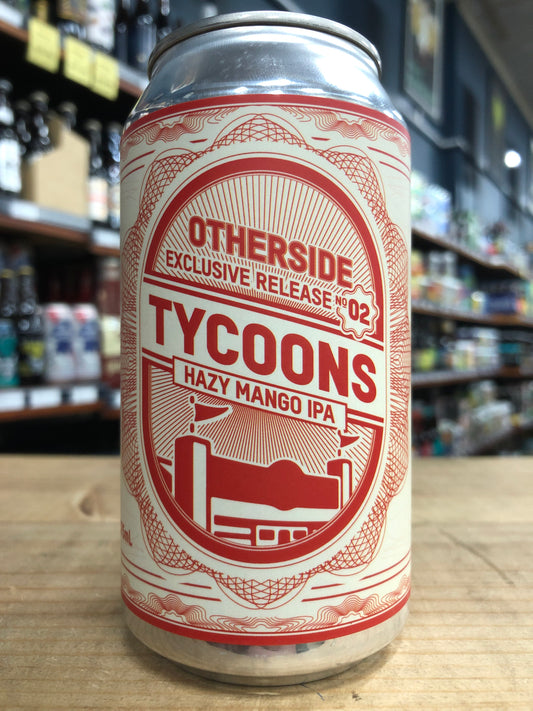 OTHERSIDE
EXCLUSIVE RELEASE Nº 02
TYCOONS
HAZY MANGO IPA